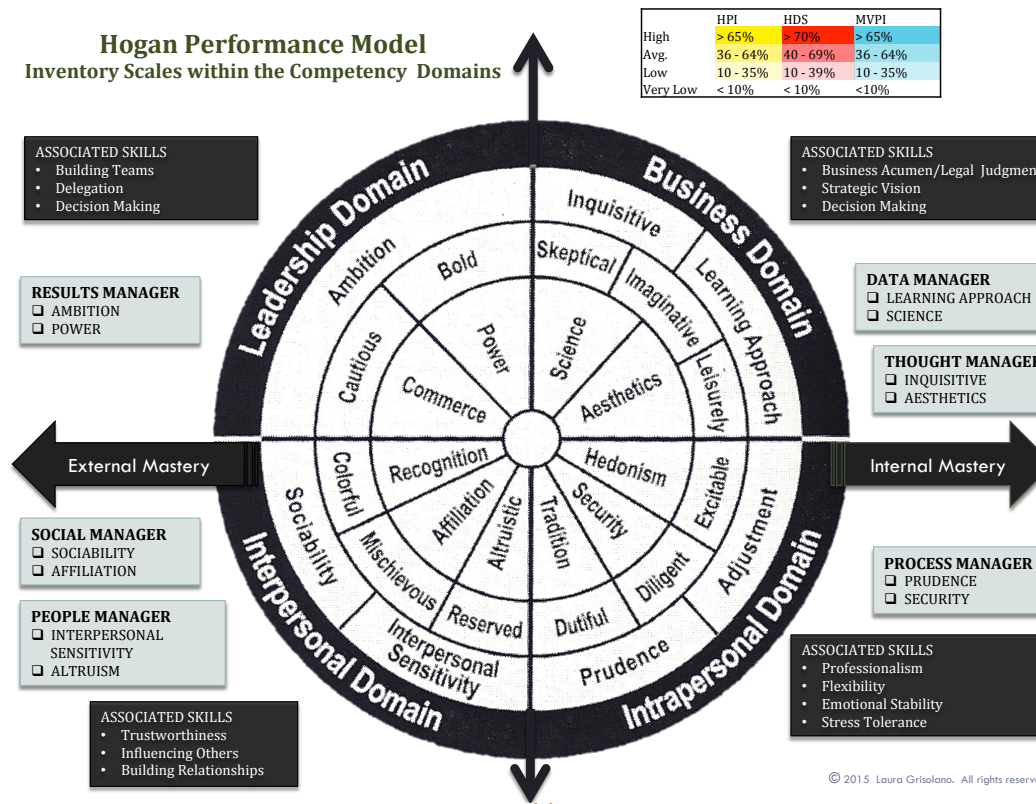 Hogan Performance Model
Inventory Scales within the Competency Domains
HPI HDS MVPI
High > 65% > 70% > 65%
Avg. 36 - 64% 40 - 69% 36 - 64%
Low 10 - 35% 10 - 39% 10 - 35%
Very Low < 10% < 10% <10%
ASSOCIATED SKILLS
• Building Teams
• Delegation
• Decision Making
ASSOCIATED SKILLS
• Business Acumen/Legal Judgmen
• Strategic Vision
• Decision Making
RESULTS MANAGER
❑ AMBITION
❑ POWER
DATA MANAGER
❑ LEARNING APPROACH
❑ SCIENCE
THOUGHT MANAGER
❑ INQUISITIVE
❑ AESTHETICS
Leadership Domain
Business Domain
Ambition
Inquisitive
Learning Approach
Cautious
Bold
Skeptical
Imaginative
Leisurely
Commerce
Power
Science
Aesthetics
External Mastery
Internal Mastery
Recognition
Affiliation
Altruistic
Tradition
Security
Hedonism
Colorful
Mischievous
Reserved
Dutiful
Diligent
Excitable
Sociability
Interpersonal
Sensitivity
Prudence
Adjustment
Interpersonal Domain
Intrapersonal Domain
SOCIAL MANAGER
❑ SOCIABILITY
❑ AFFILIATION
PEOPLE MANAGER
❑ INTERPERSONAL
SENSITIVITY
❑ ALTRUISM
PROCESS MANAGER
❑ PRUDENCE
❑ SECURITY
ASSOCIATED SKILLS
• Trustworthiness
• Influencing Others
• Building Relationships
ASSOCIATED SKILLS
• Professionalism
• Flexibility
• Emotional Stability
• Stress Tolerance
© 2015 Laura Grisolano. All rights reserve